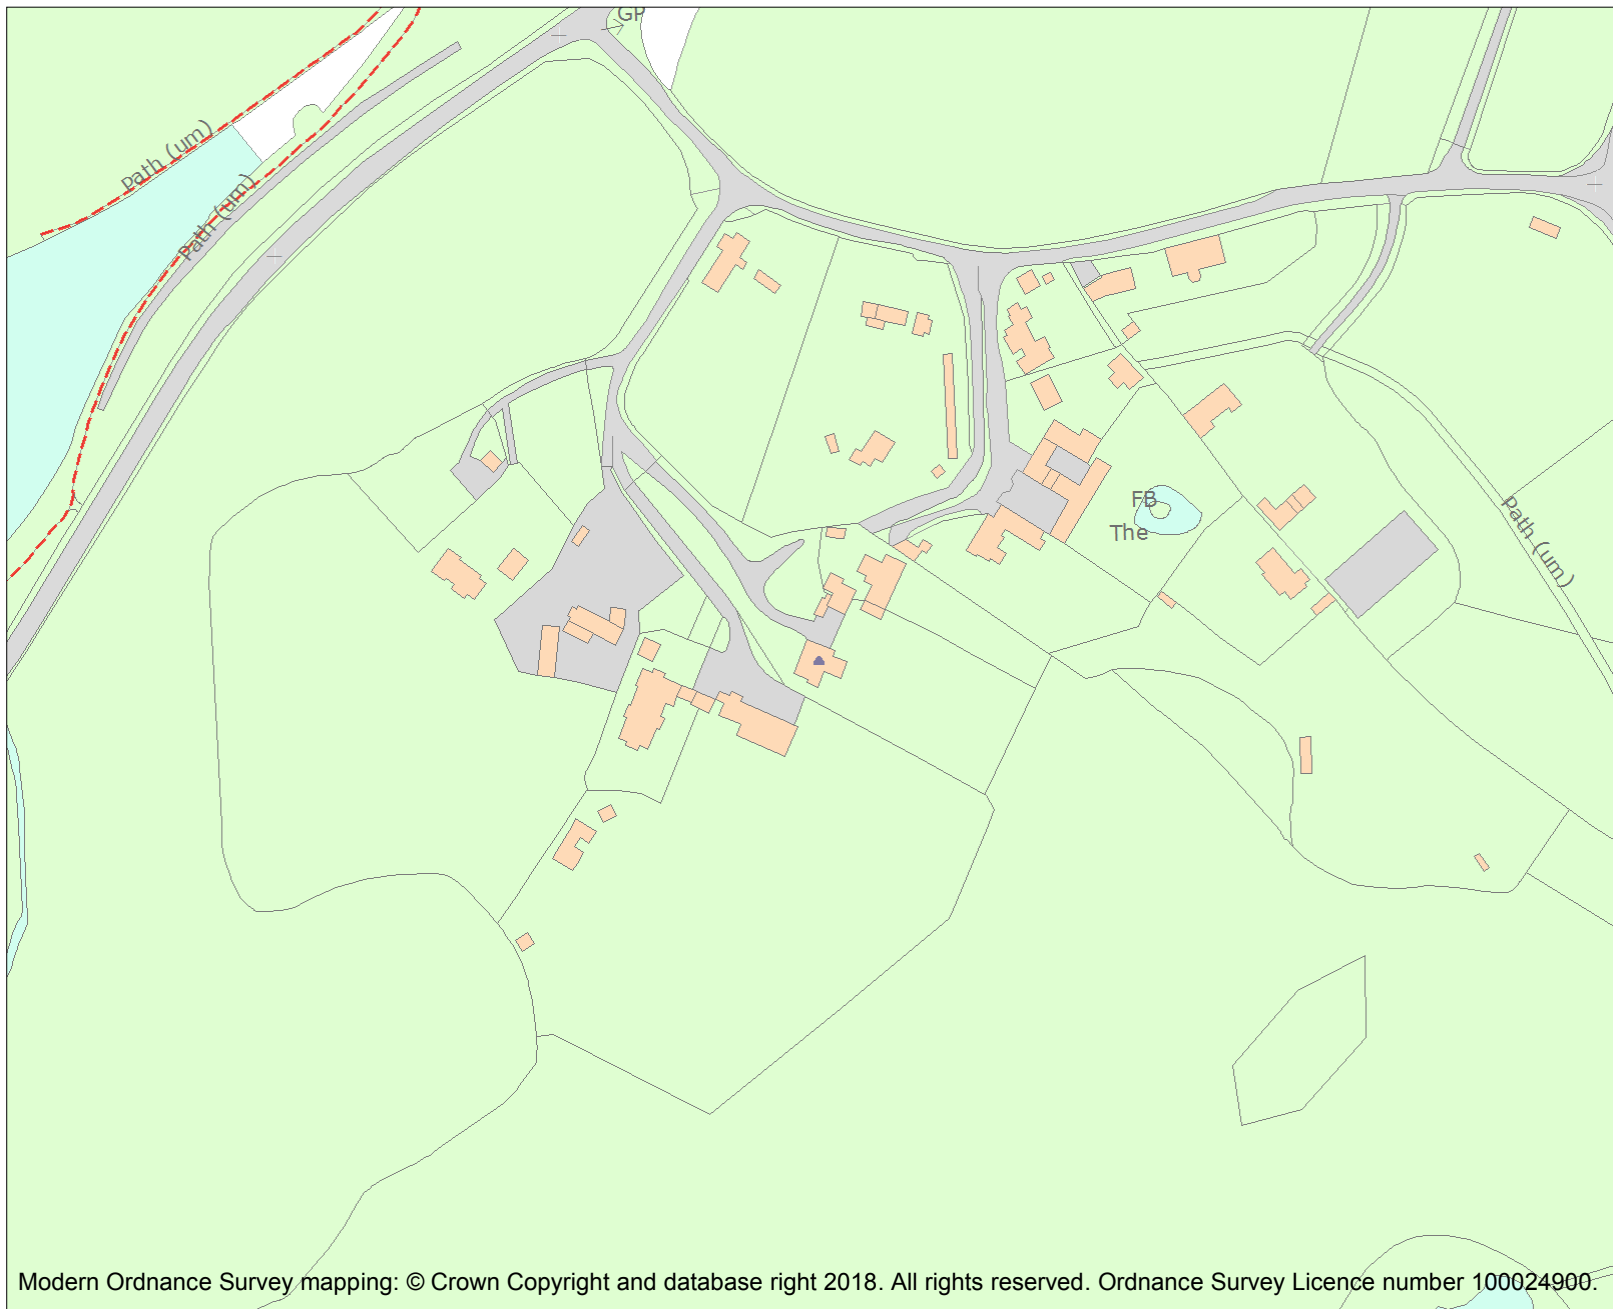 GP
Path (um)
Path (um)
FB
The
Path (um)
Modern Ordnance Survey mapping: © Crown Copyright and database right 2018. All rights reserved. Ordnance Survey Licence number 100024900.